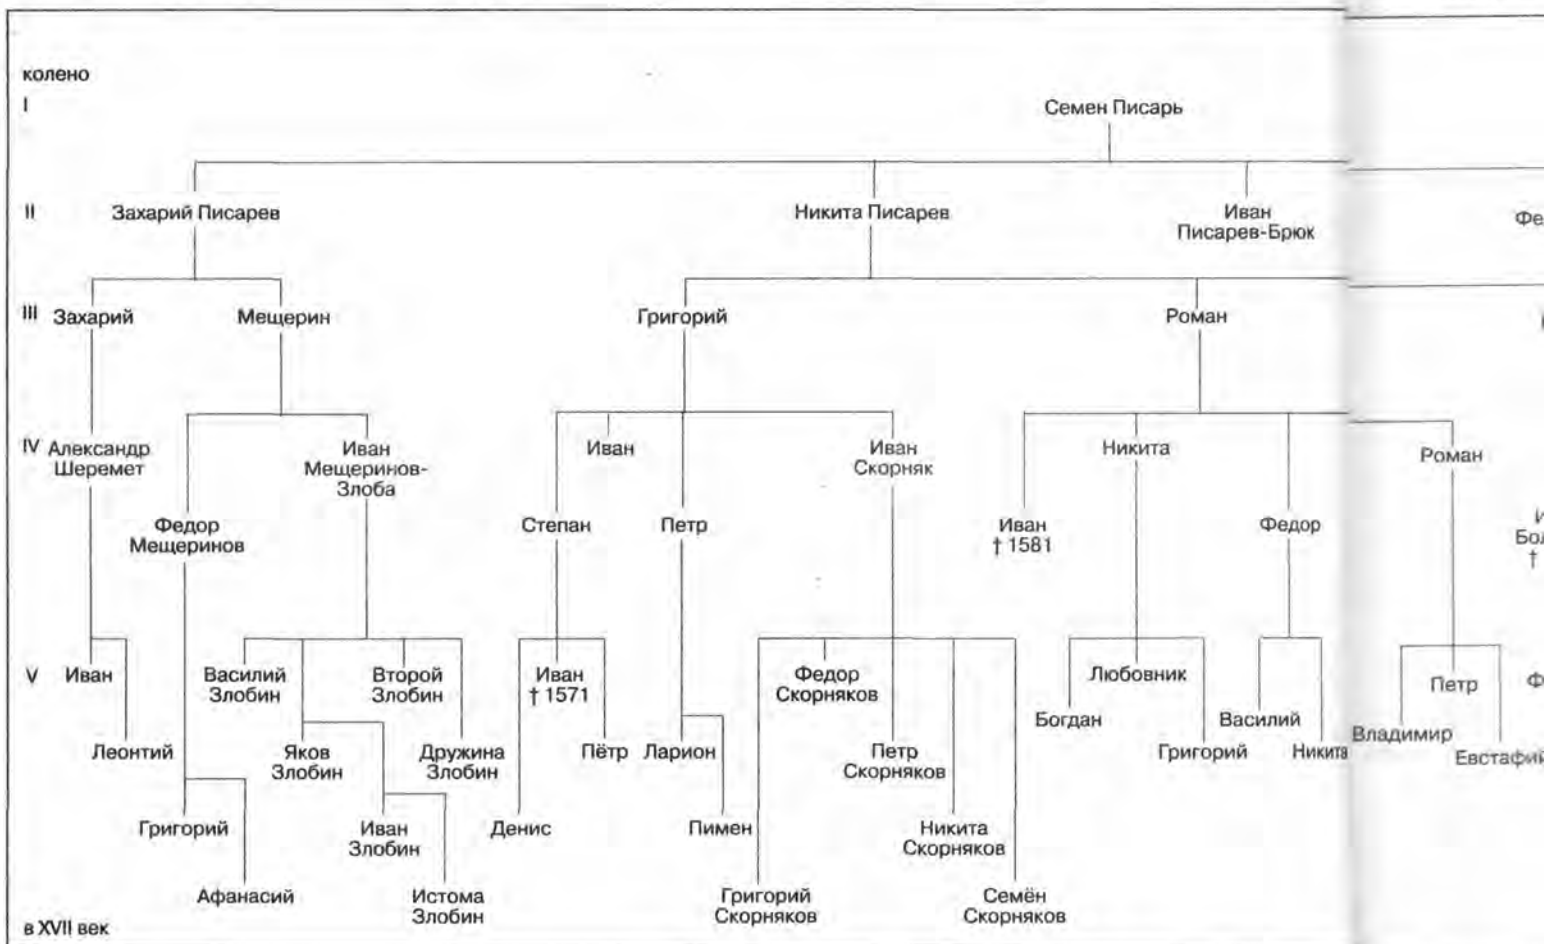 колено
I
Семен Писарь
II
Захарий Писарев
Никита Писарев
Иван
Писарев-Брюк
III
Захарий
Мещерин
Григорий
Роман
IV
Александр
Шеремет
Иван
Мещеринов-
Злоба
Иван
Иван
Скорняк
Никита
Роман
Федор
Мещеринов
Степан
Петр
Иван
† 1581
Федор
V
Иван
Василий
Злобин
Второй
Злобин
Иван
† 1571
Федор
Скорняков
Любовник
Петр
Богдан
Василий
Владимир
Леонтий
Яков
Злобин
Дружина
Злобин
Пётр
Ларион
Петр
Скорняков
Григорий
Никита
Евстафий
Григорий
Иван
Злобин
Денис
Пимен
Никита
Скорняков
Афанасий
Истома
Злобин
Григорий
Скорняков
Семён
Скорняков
в XVII век